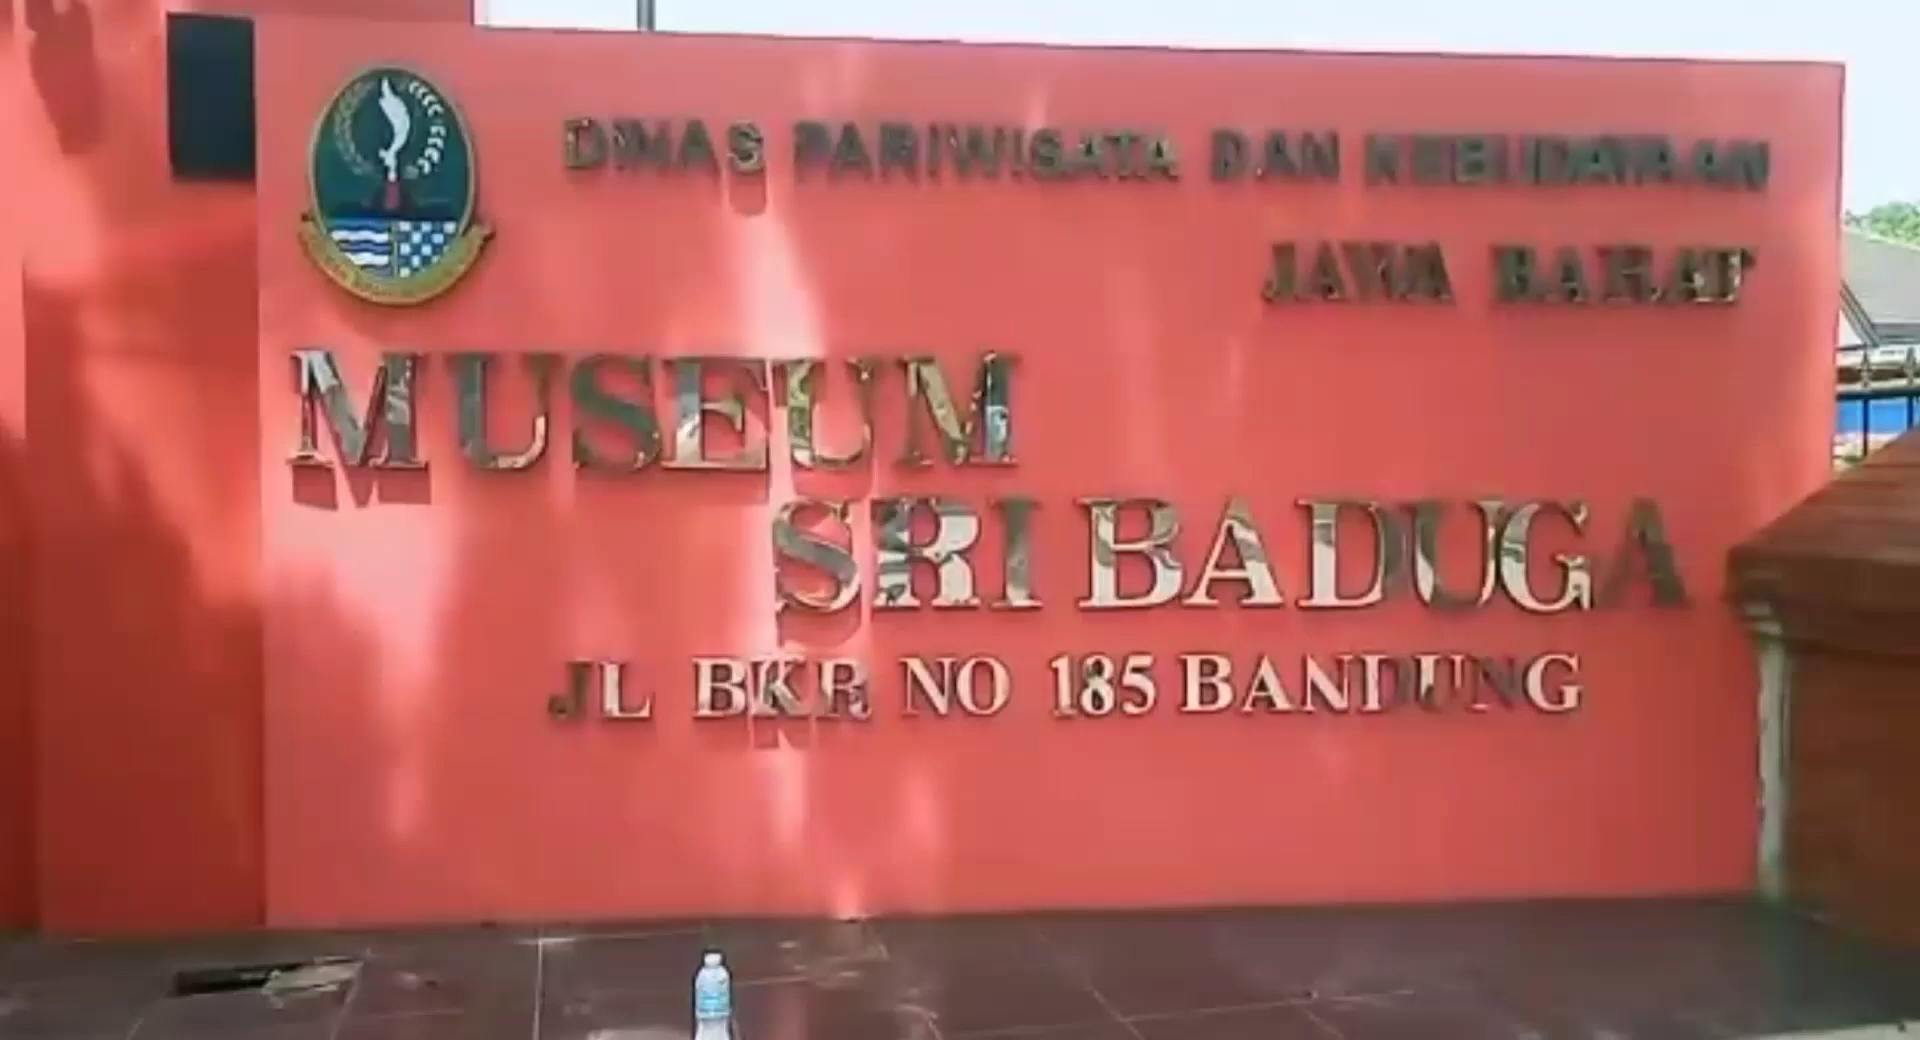 DINAS PARIWISATA DAN KEBUDAYAAN
JAWA BARAT
MUSEUM
SRI BADUGA
JL BKR NO 185 BANDUNG